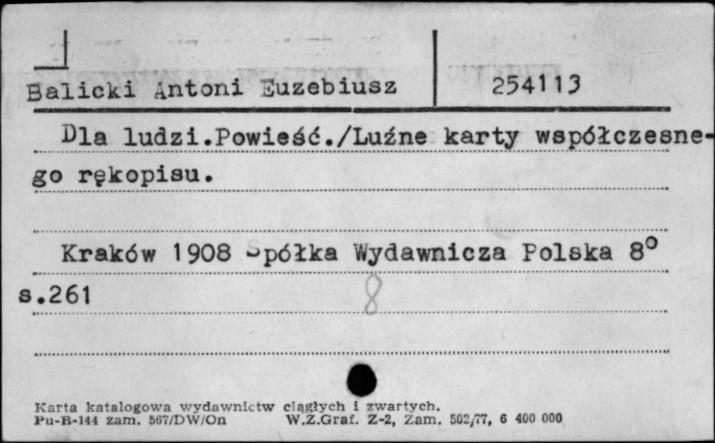 Balicki Antoni Euzebiusz 254113
Dla ludzi.Powieść./Luźne karty współczesne-
go rękopisu.
Kraków 1908 Spółka Wydawnicza Polska 8°
s.261 8
Karta katalogowa wydawnictw ciągłych i zwartych.
Pu-B-144 zam. 567/DW/On W.Z.Graf. Z-2, Zam. 502/77, 6 400 000